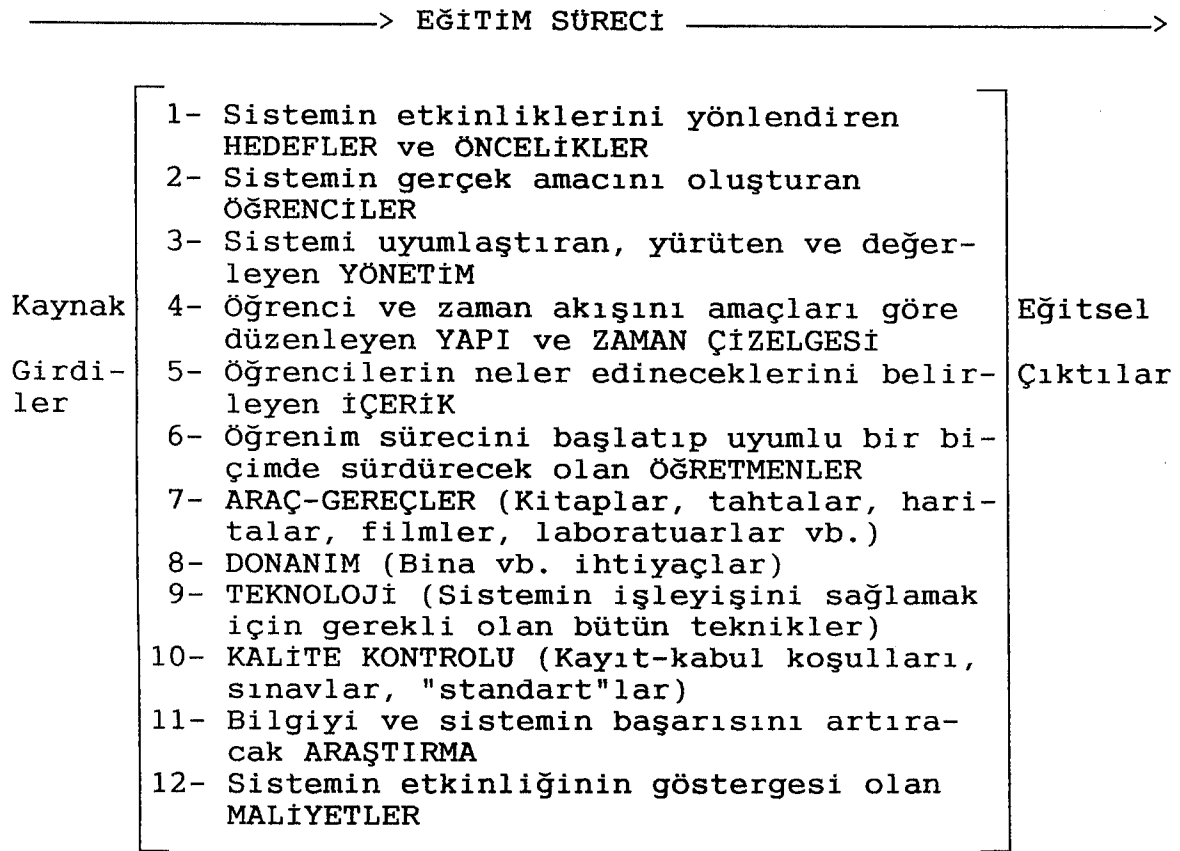 EĞİTİM SÜRECİ
1- Sistemin etkinliklerini yönlendiren
HEDEFLER ve ÖNCELİKLER
2- Sistemin gerçek amacını oluşturan
ÖĞRENCİLER
3- Sistemi uyumlaştıran, yürüten ve değer-
leyen YÖNETİM
Kaynak 4- Öğrenci ve zaman akışını amaçları göre Eğitsel
düzenleyen YAPI ve ZAMAN ÇİZELGESİ
Girdi- 5- Öğrencilerin neler edineceklerini belir- Çıktılar
ler leyen İÇERİK
6- Öğrenim sürecini başlatıp uyumlu bir bi-
çimde sürdürecek olan ÖĞRETMENLER
7- ARAÇ-GEREÇLER (Kitaplar, tahtalar, hari-
talar, filmler, laboratuarlar vb.)
8- DONANIM (Bina vb. ihtiyaçlar)
9- TEKNOLOJİ (Sistemin işleyişini sağlamak
için gerekli olan bütün teknikler)
10- KALİTE KONTROLU (Kayıt-kabul koşulları,
sınavlar, "standart"lar)
11- Bilgiyi ve sistemin başarısını artıra-
cak ARAŞTIRMA
12- Sistemin etkinliğinin göstergesi olan
MALİYETLER